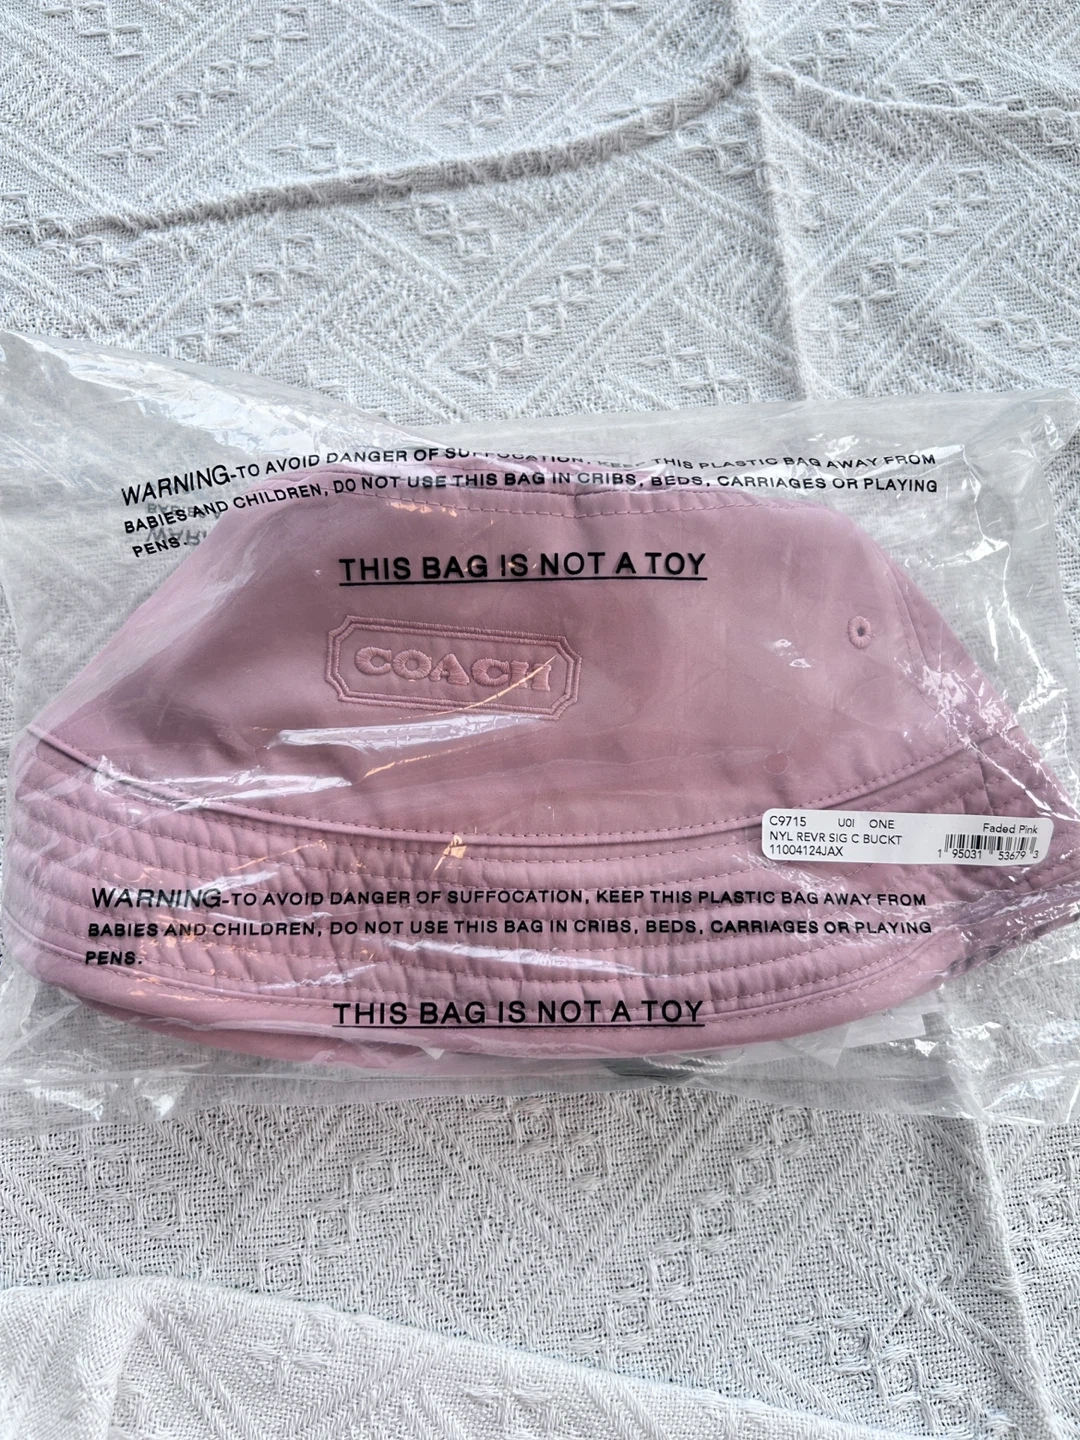 WARNING-TO AVOID DANGER OF SUFFOCATION, KEEP THIS PLASTIC BAG AWAY FROM
BABIES AND CHILDREN, DO NOT USE THIS BAG IN CRIBS, BEDS, CARRIAGES OR PLAYING
PENS.
THIS BAG IS NOT A TOY
COACH
C9715 U0I ONE Faded Pink
NYL REVR SIG C BUCKT
11004124JAX 1 95031 53679 3
WARNING-TO AVOID DANGER OF SUFFOCATION, KEEP THIS PLASTIC BAG AWAY FROM
BABIES AND CHILDREN, DO NOT USE THIS BAG IN CRIBS, BEDS, CARRIAGES OR PLAYING
PENS.
THIS BAG IS NOT A TOY